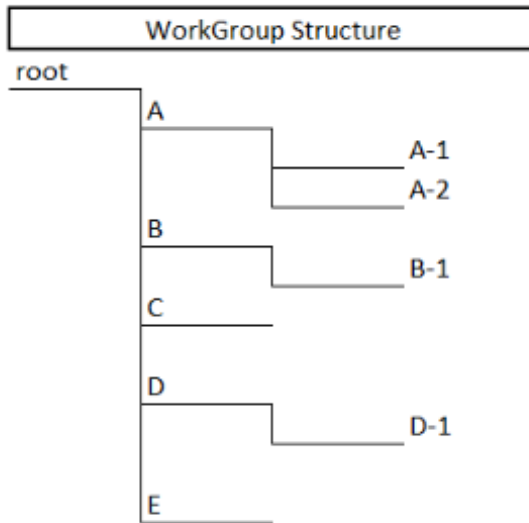 WorkGroup Structure
root
A
A-1
A-2
B
B-1
C
D
D-1
E